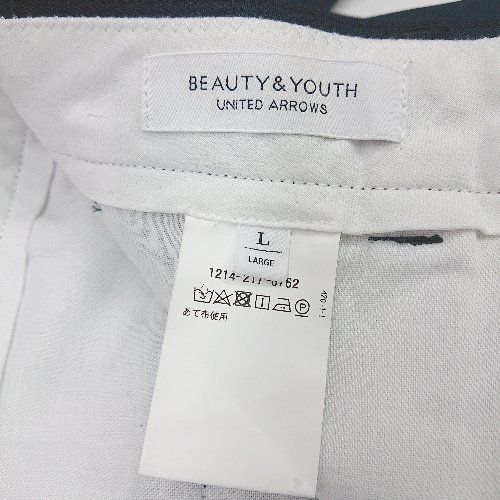 BEAUTY&YOUTH
UNITED ARROWS
L
LARGE
1214-217-6762
あて布使用